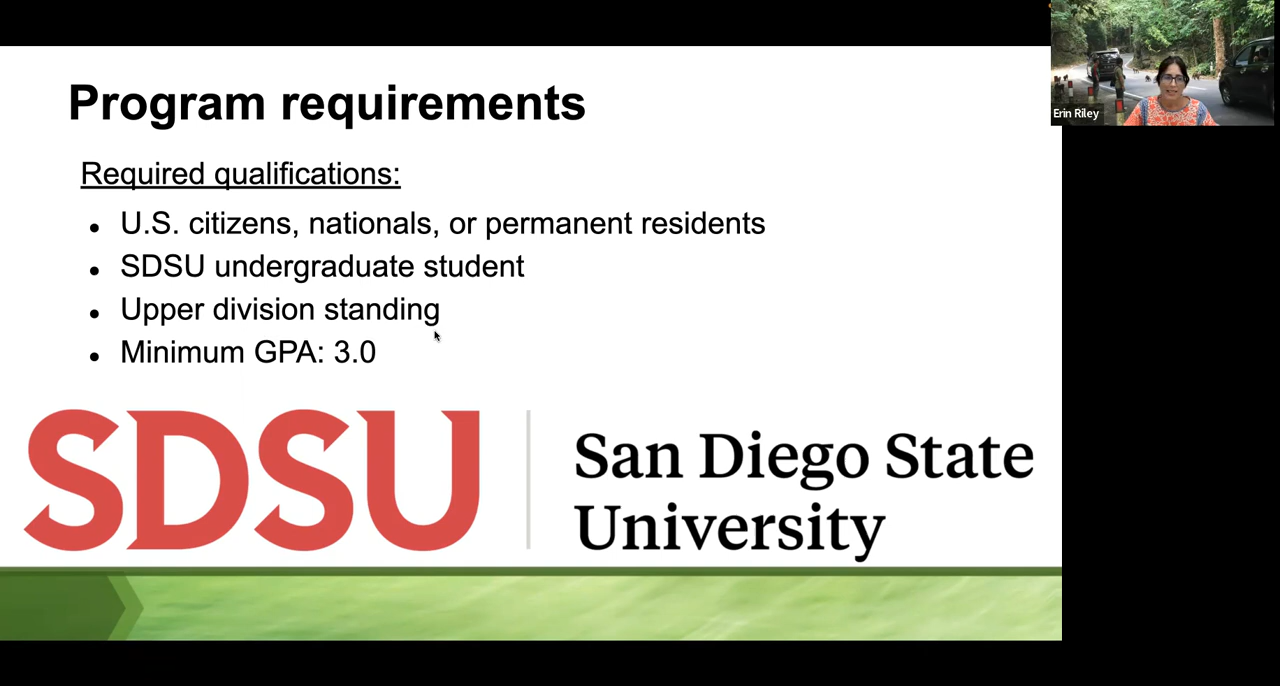 Program requirements
Required qualifications:
U.S. citizens, nationals, or permanent residents
SDSU undergraduate student
Upper division standing
Minimum GPA: 3.0
SDSU
San Diego State
University
Erin Riley